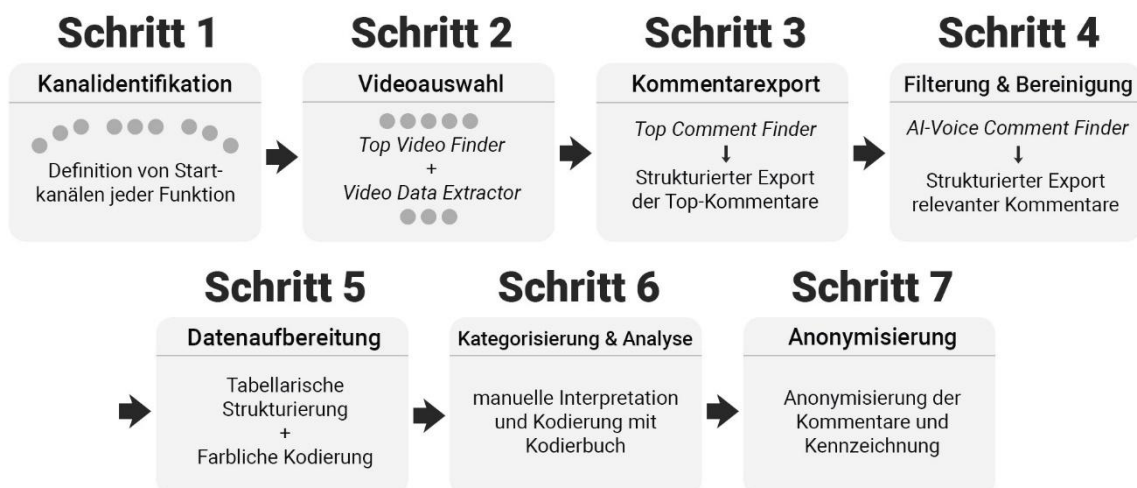 Schritt 1
Schritt 2
Schritt 3
Schritt 4
Kanalidentifikation
Definition von Start-
kanälen jeder Funktion
Videoauswahl
Top Video Finder
+
Video Data Extractor
Kommentarexport
Top Comment Finder
↓
Strukturierter Export
der Top-Kommentare
Filterung & Bereinigung
AI-Voice Comment Finder
↓
Strukturierter Export
relevanter Kommentare
Schritt 5
Schritt 6
Schritt 7
Datenaufbereitung
Tabellarische
Strukturierung
+
Farbliche Kodierung
Kategorisierung & Analyse
manuelle Interpretation
und Kodierung mit
Kodierbuch
Anonymisierung
Anonymisierung der
Kommentare und
Kennzeichnung